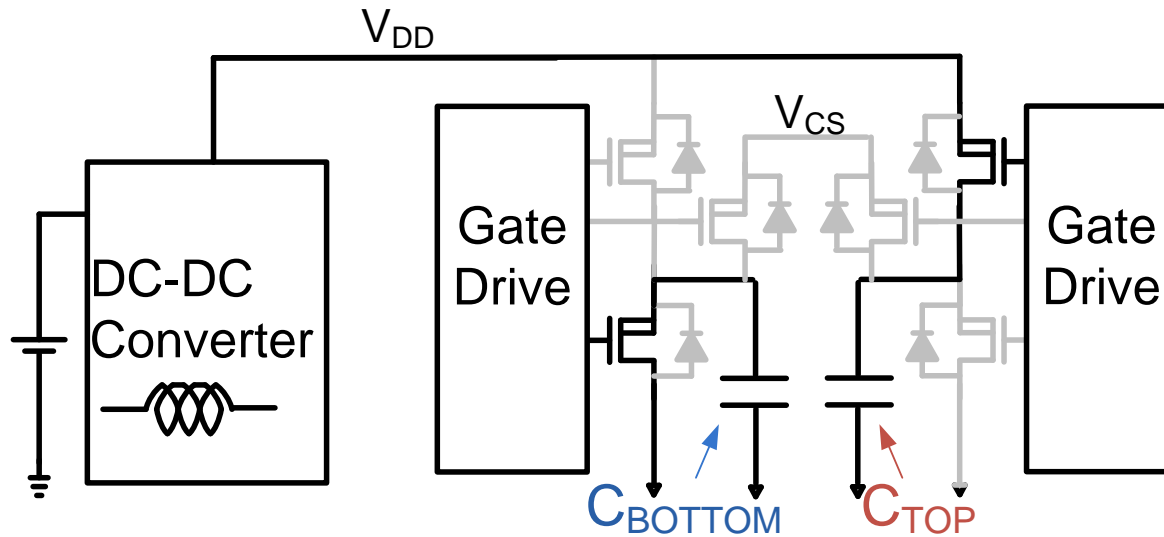 VDD
VCS
Gate
Drive
Gate
Drive
DC-DC
Converter
CBOTTOM
CTOP